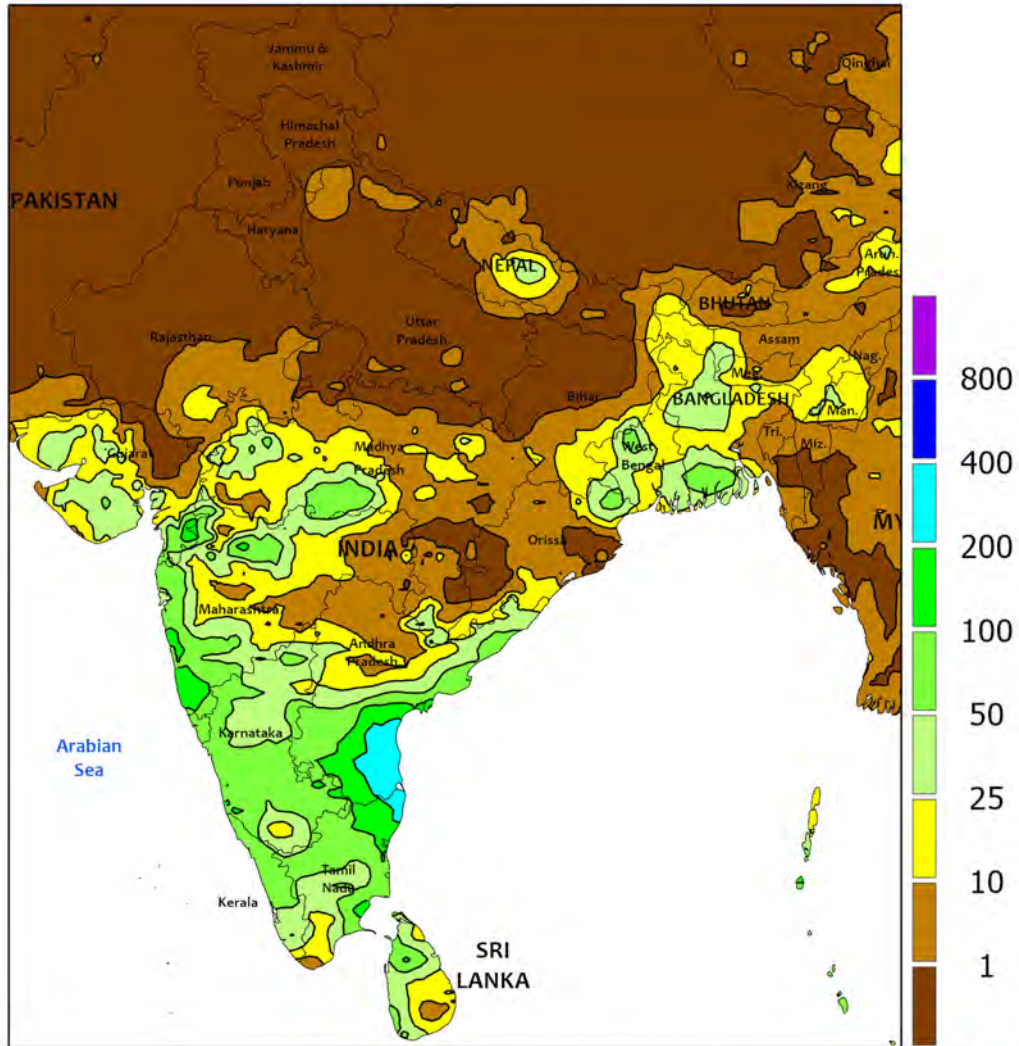 Jammu &
Kashmir
Qinghai
Himachal
Pradesh
Punjab
Xizang
PAKISTAN
Haryana
Arun.
Prades
NEPAL
BHUTAN
Uttar
Pradesh
Rajasthan
Assam
Nag.
Meg.
Bihar
BANGLADESH
Man.
Tri.
Miz.
Madhya
Pradesh
Gujarat
West
Bengal
MY
INDIA
Orissa
Maharashtra
Andhra
Pradesh
Karnataka
Arabian
Sea
Tamil
Nadu
Kerala
SRI
LANKA
800
400
200
100
50
25
10
1